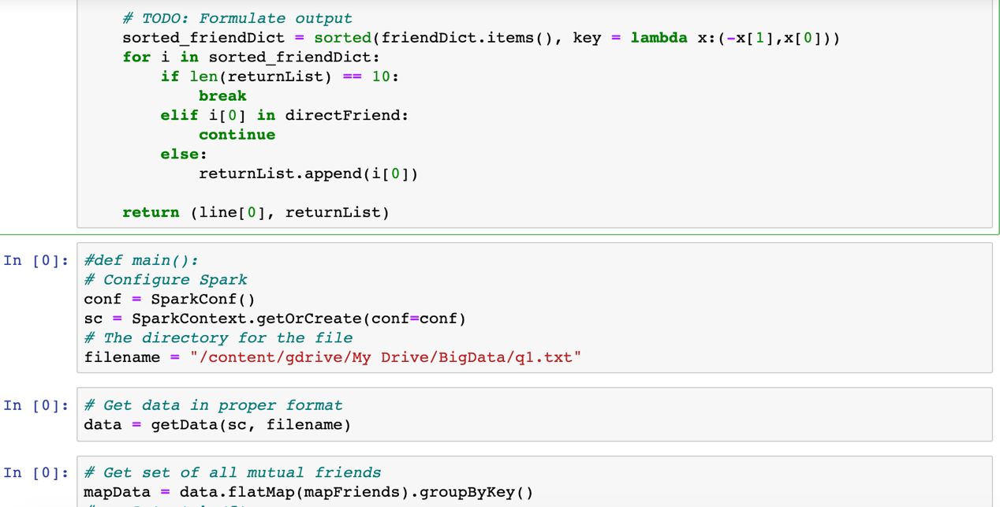 # TODO: Formulate output
    sorted_friendDict = sorted(friendDict.items(), key = lambda x:(-x[1],x[0]))
    for i in sorted_friendDict:
        if len(returnList) == 10:
            break
        elif i[0] in directFriend:
            continue
        else:
            returnList.append(i[0])
    return (line[0], returnList)
In [0]: #def main():
# Configure Spark
conf = SparkConf()
sc = SparkContext.getOrCreate(conf=conf)
# The directory for the file
filename = "/content/gdrive/My Drive/BigData/q1.txt"
In [0]: # Get data in proper format
data = getData(sc, filename)
In [0]: # Get set of all mutual friends
mapData = data.flatMap(mapFriends).groupByKey()